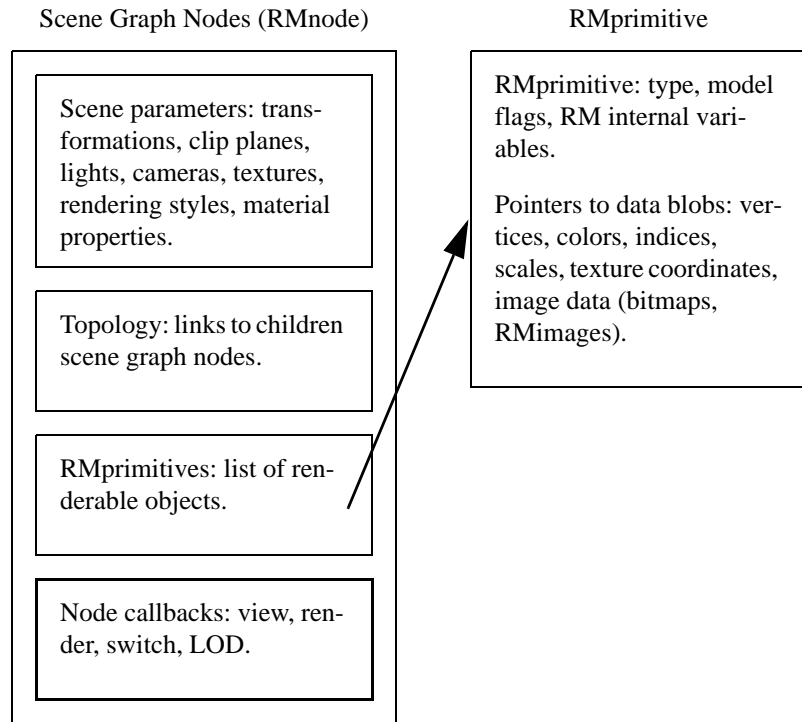 Scene Graph Nodes (RMnode)
Scene parameters: trans-
formations, clip planes,
lights, cameras, textures,
rendering styles, material
properties.
Topology: links to children
scene graph nodes.
RMprimitives: list of ren-
derable objects.
Node callbacks: view, ren-
der, switch, LOD.
RMprimitive
RMprimitive: type, model
flags, RM internal vari-
ables.
Pointers to data blobs: ver-
tices, colors, indices,
scales, texture coordinates,
image data (bitmaps,
RMimages).